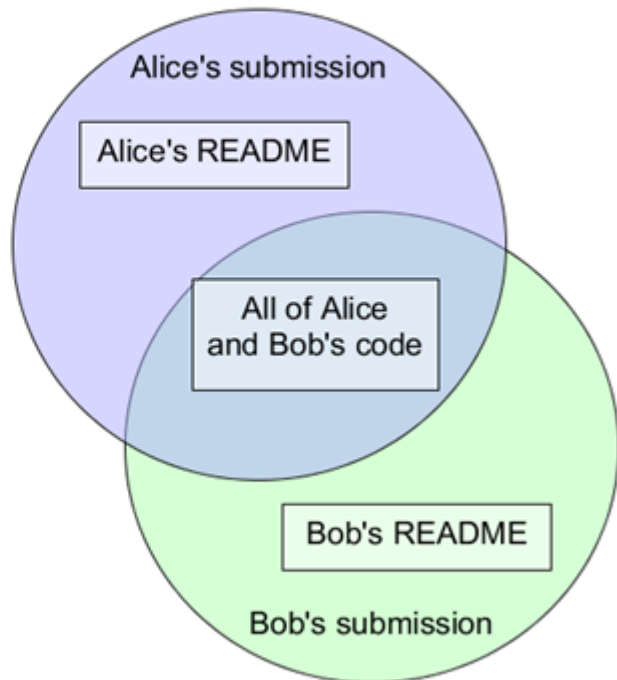 Alice's submission
Alice's README
All of Alice
and Bob's code
Bob's README
Bob's submission